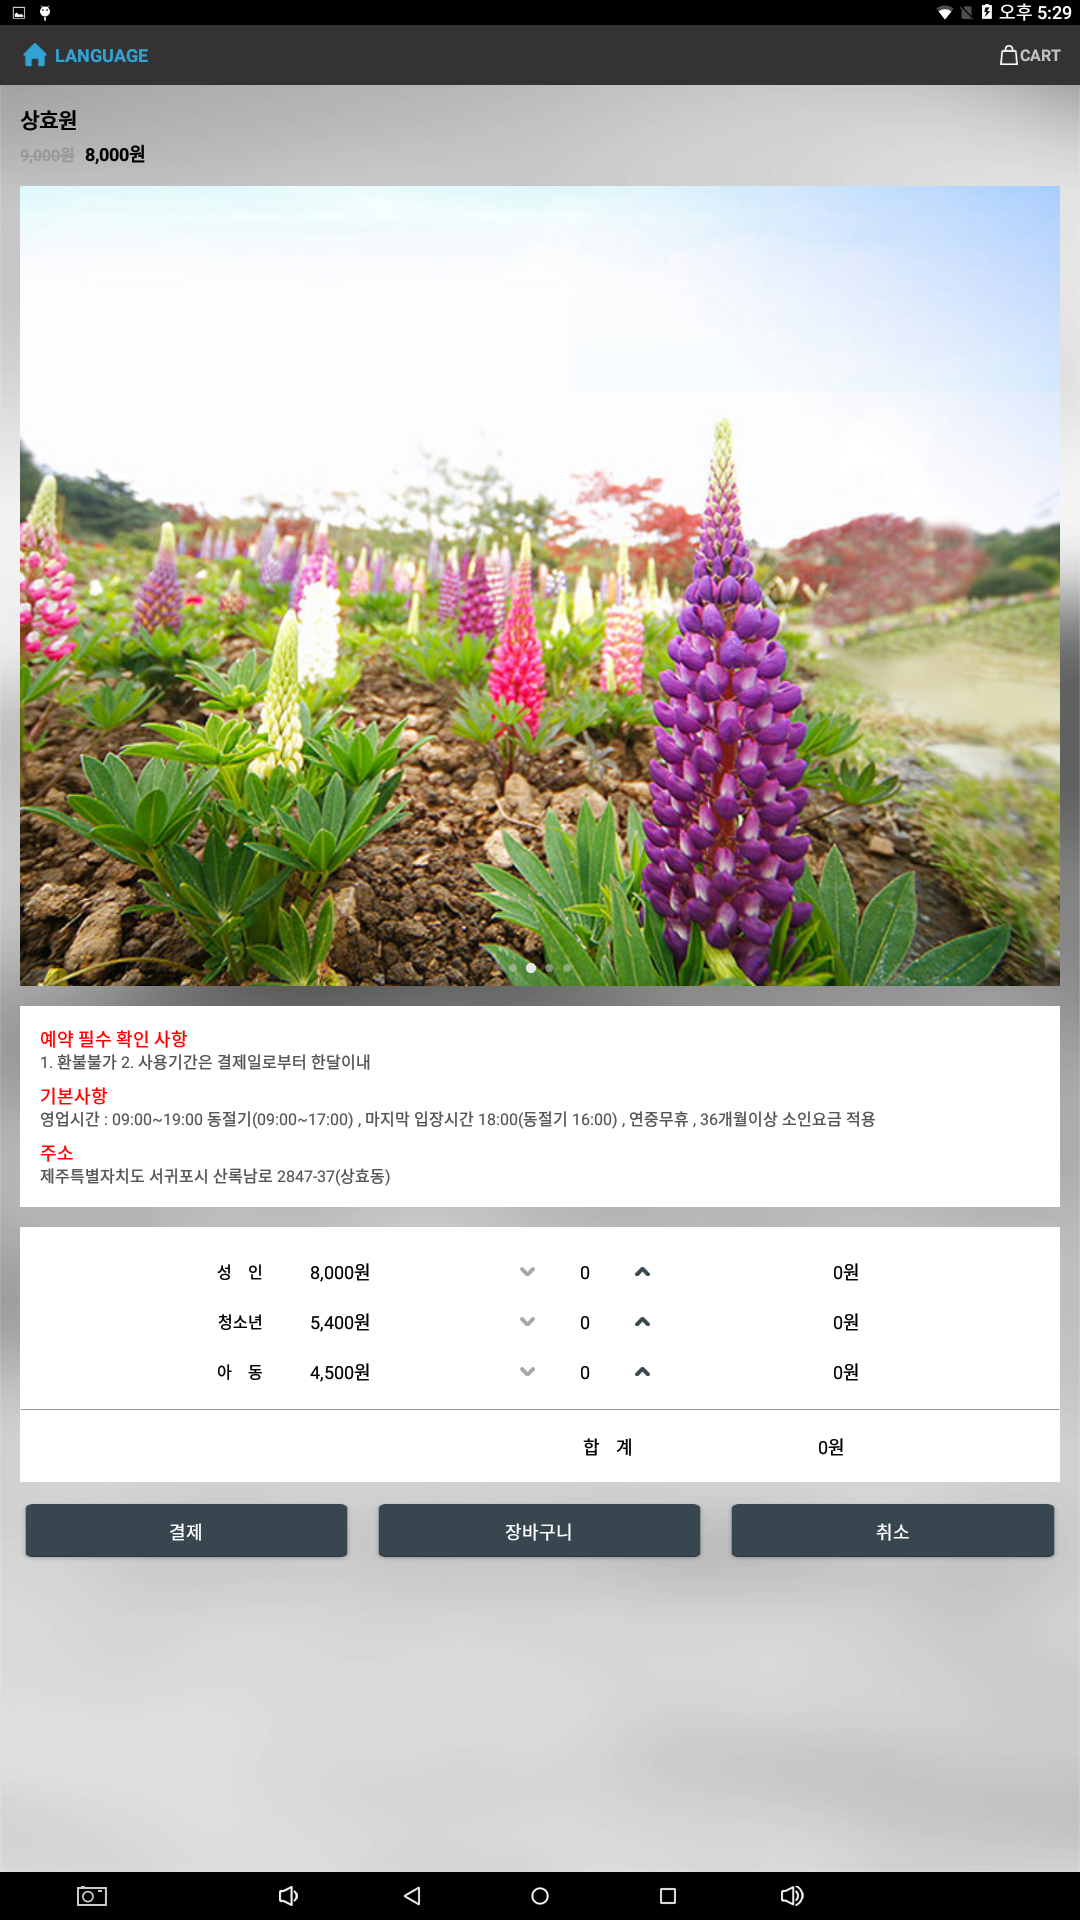 오후 5:29
LANGUAGE
CART
상효원
9,000원 8,000원
예약 필수 확인 사항
1. 환불불가 2. 사용기간은 결제일로부터 한달이내
기본사항
영업시간 : 09:00~19:00 동절기(09:00~17:00) , 마지막 입장시간 18:00(동절기 16:00) , 연중무휴 , 36개월이상 소인요금 적용
주소
제주특별자치도 서귀포시 산록남로 2847-37(상효동)
성 인 8,000원 0 0원
청소년 5,400원 0 0원
아 동 4,500원 0 0원
합 계 0원
결제 장바구니 취소